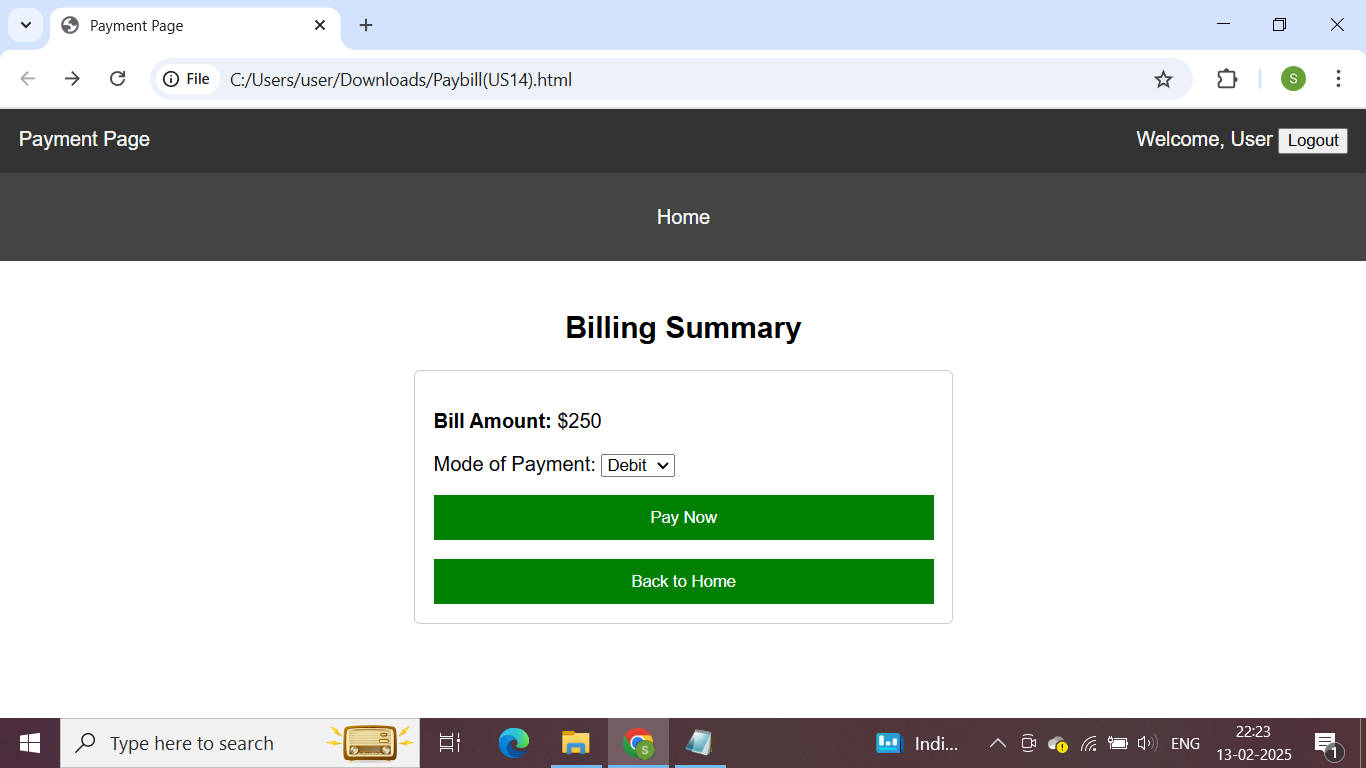 Payment Page
File C:/Users/user/Downloads/Paybill(US14).html
S
Payment Page
Welcome, User Logout
Home
Billing Summary
Bill Amount: $250
Mode of Payment: Debit
Pay Now
Back to Home
Type here to search
S
Indi...
ENG
22:23
13-02-2025
1